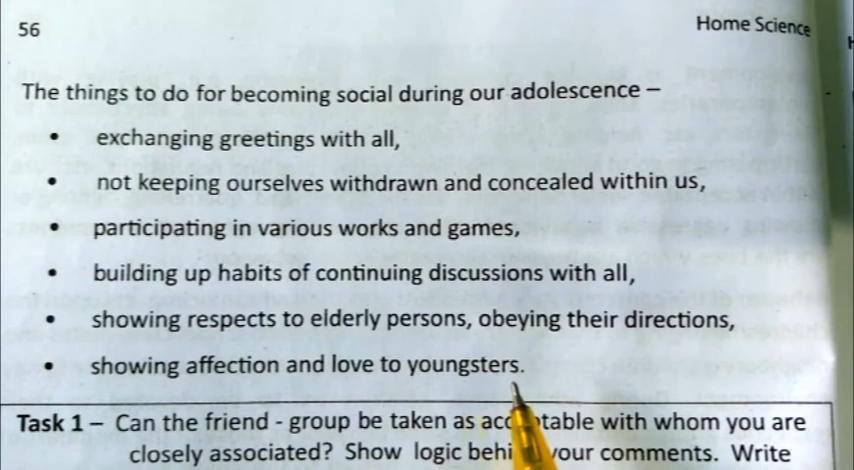 56
Home Science
The things to do for becoming social during our adolescence –
• exchanging greetings with all,
• not keeping ourselves withdrawn and concealed within us,
• participating in various works and games,
• building up habits of continuing discussions with all,
• showing respects to elderly persons, obeying their directions,
• showing affection and love to youngsters.
Task 1 – Can the friend - group be taken as with whom you are
closely associated? Show logic your comments. Write